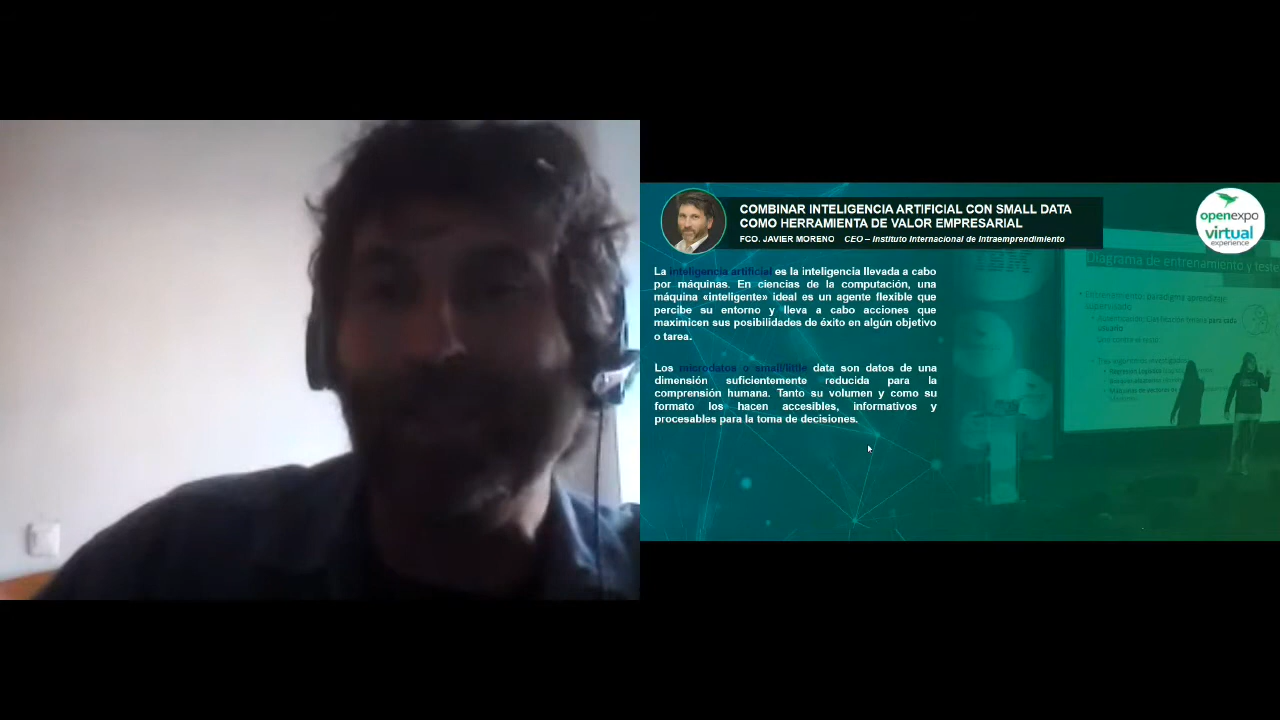 COMBINAR INTELIGENCIA ARTIFICIAL CON SMALL DATA
COMO HERRAMIENTA DE VALOR EMPRESARIAL
FCO. JAVIER MORENO CEO – Instituto Internacional de Intraemprendimiento
openexpo
virtual
experience
La inteligencia artificial es la inteligencia llevada a cabo
por máquinas. En ciencias de la computación, una
máquina «inteligente» ideal es un agente flexible que
percibe su entorno y lleva a cabo acciones que
maximicen sus posibilidades de éxito en algún objetivo
o tarea.
Los microdatos o small/little data son datos de una
dimensión suficientemente reducida para la
comprensión humana. Tanto su volumen y como su
formato los hacen accesibles, informativos y
procesables para la toma de decisiones.
Diagrama de entrenamiento y teste